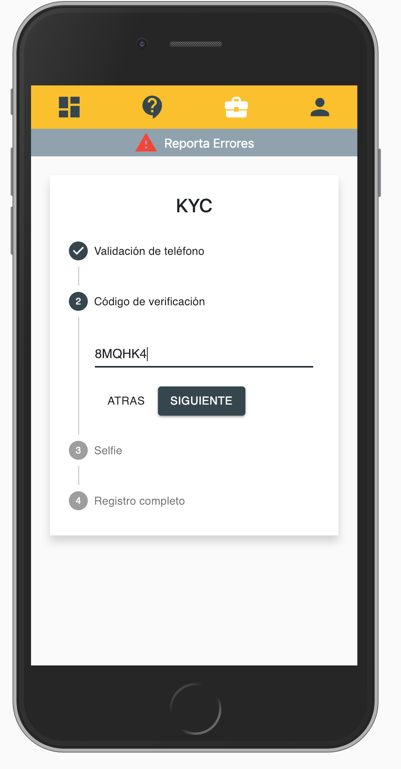 Reporta Errores
KYC
Validación de teléfono
2 Código de verificación
8MQHK4
ATRAS SIGUIENTE
3 Selfie
4 Registro completo